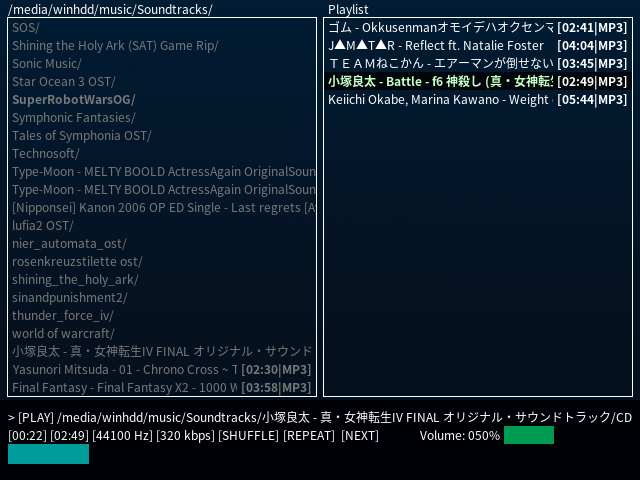 /media/winhdd/music/Soundtracks/
SOS/
Shining the Holy Ark (SAT) Game Rip/
Sonic Music/
Star Ocean 3 OST/
SuperRobotWarsOG/
Symphonic Fantasies/
Tales of Symphonia OST/
Technosoft/
Type-Moon - MELTY BOOLD ActressAgain OriginalSoun
Type-Moon - MELTY BOOLD ActressAgain OriginalSoun
[Nipponsei] Kanon 2006 OP ED Single - Last regrets [A
lufia2 OST/
nier_automata_ost/
rosenkreuzstilette ost/
shining_the_holy_ark/
sinandpunishment2/
thunder_force_iv/
world of warcraft/
小塚良太 - 真・女神転生IV FINAL オリジナル・サウンド
Yasunori Mitsuda - 01 - Chrono Cross ~ T [02:30|MP3]
Final Fantasy - Final Fantasy X2 - 1000 W [03:58|MP3]
Playlist
ゴム - Okkusenmanオモイデハオクセンマ [02:41|MP3]
J▲M▲T▲R - Reflect ft. Natalie Foster [04:04|MP3]
ＴＥＡＭねこかん - エアーマンが倒せない [03:45|MP3]
小塚良太 - Battle - f6 神殺し (真・女神転生 [02:49|MP3]
Keiichi Okabe, Marina Kawano - Weight [05:44|MP3]
> [PLAY] /media/winhdd/music/Soundtracks/小塚良太 - 真・女神転生IV FINAL オリジナル・サウンドトラック/CD
[00:22] [02:49] [44100 Hz] [320 kbps] [SHUFFLE] [REPEAT] [NEXT] Volume: 050%